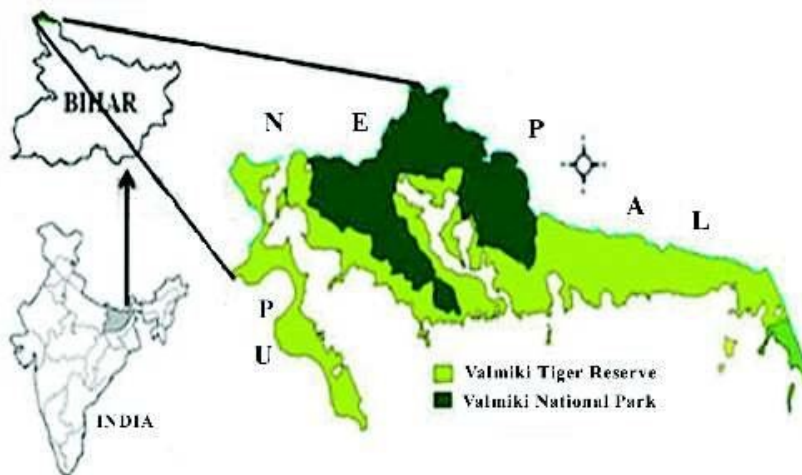 BIHAR
N E P A L
P
U
INDIA
Valmiki Tiger Reserve
Valmiki National Park